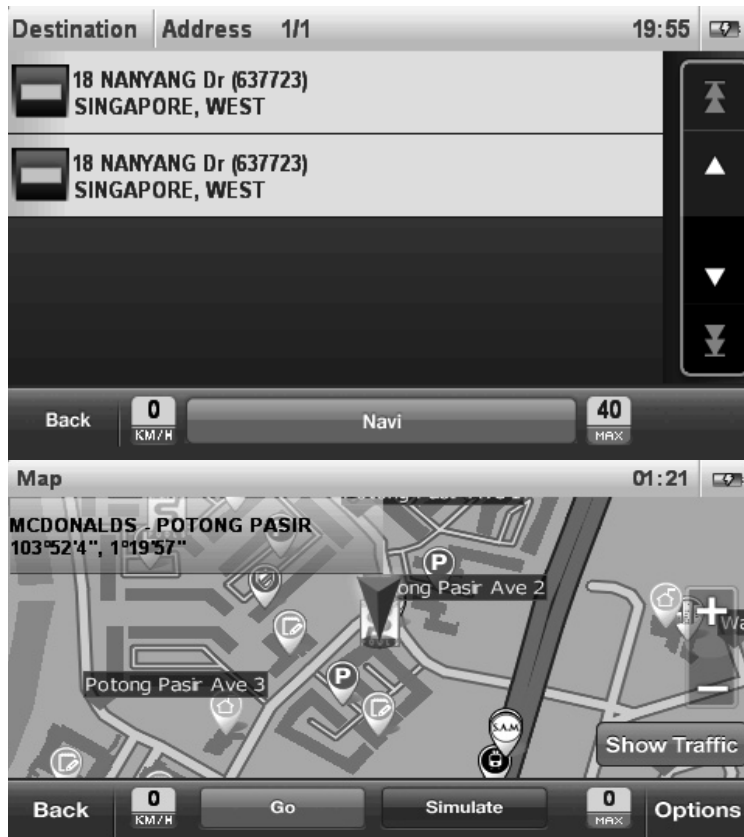 Destination Address 1/1 19:55
18 NANYANG Dr (637723)
SINGAPORE, WEST
18 NANYANG Dr (637723)
SINGAPORE, WEST
Back 0 KM/H Navi 40 MAX
Map 01:21
MCDONALDS - POTONG PASIR
103°52'4", 1°19'57"
P
ong Pasir Ave 2
+
Wa
Potong Pasir Ave 3
P
S.A.M
−
Show Traffic
Back 0 KM/H Go Simulate 0 MAX Options